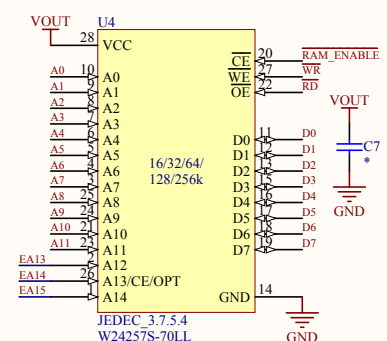 VOUT
U4
28
VCC
20
CE
RAM_ENABLE
27
WE
WR
22
OE
RD
A0
10
A0
A1
9
A1
A2
8
A2
A3
7
A3
A4
6
A4
A5
5
A5
A6
4
A6
A7
3
A7
A8
25
A8
A9
24
A9
A10
21
A10
A11
23
A11
EA13
2
A12
EA14
26
A13/CE/OPT
EA15
A14
16/32/64/
128/256k
D0
11
D0
D1
12
D1
D2
13
D2
D3
15
D3
D4
16
D4
D5
17
D5
D6
18
D6
D7
19
D7
GND
14
GND
VOUT
C7
*
GND
JEDEC_3.7.5.4
W24257S-70LL